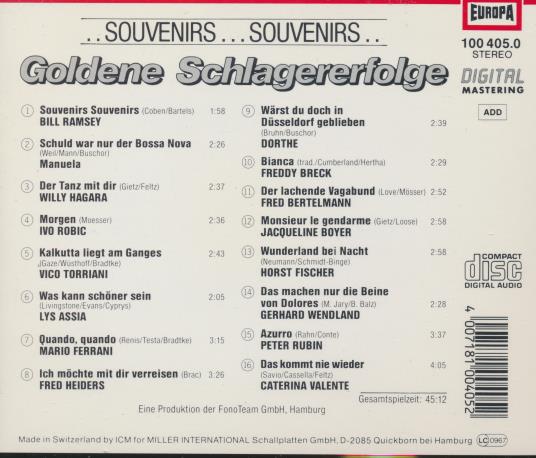 ..SOUVENIRS...SOUVENIRS..
Goldene Schlagererfolge
EUROPA
100 405.0
STEREO
DIGITAL
MASTERING
ADD
1 Souvenirs Souvenirs (Coben/Bartels) 1:58
BILL RAMSEY
2 Schuld war nur der Bossa Nova 2:26
(Weil/Mann/Buschor)
Manuela
3 Der Tanz mit dir (Gietz/Feltz) 2:37
WILLY HAGARA
4 Morgen (Moesser) 2:36
IVO ROBIC
5 Kalkutta liegt am Ganges 2:43
(Gaze/Wüsthoff/Bradtke)
VICO TORRIANI
6 Was kann schöner sein 2:05
(Livingstone/Evans/Cyprys)
LYS ASSIA
7 Quando, quando (Renis/Testa/Bradtke) 3:15
MARIO FERRANI
8 Ich möchte mit dir verreisen (Brac) 3:26
FRED HEIDERS
9 Wärst du doch in
Düsseldorf geblieben 2:39
(Bruhn/Buschor)
DORTHE
10 Bianca (trad./Cumberland/Hertha) 2:29
FREDDY BRECK
11 Der lachende Vagabund (Love/Mösser) 2:52
FRED BERTELMANN
12 Monsieur le gendarme (Gietz/Loose) 2:58
JACQUELINE BOYER
13 Wunderland bei Nacht 2:58
(Neumann/Schmidt-Binge)
HORST FISCHER
14 Das machen nur die Beine
von Dolores (M. Jary/B. Balz) 2:28
GERHARD WENDLAND
15 Azurro (Rahn/Conte) 3:37
PETER RUBIN
16 Das kommt nie wieder 4:05
(Savio/Cassella/Feltz)
CATERINA VALENTE
Gesamtspielzeit: 45:12
COMPACT
disc
DIGITAL AUDIO
4 007181 004052
Eine Produktion der FonoTeam GmbH, Hamburg
Made in Switzerland by ICM for MILLER INTERNATIONAL Schallplatten GmbH, D-2085 Quickborn bei Hamburg LC 0967